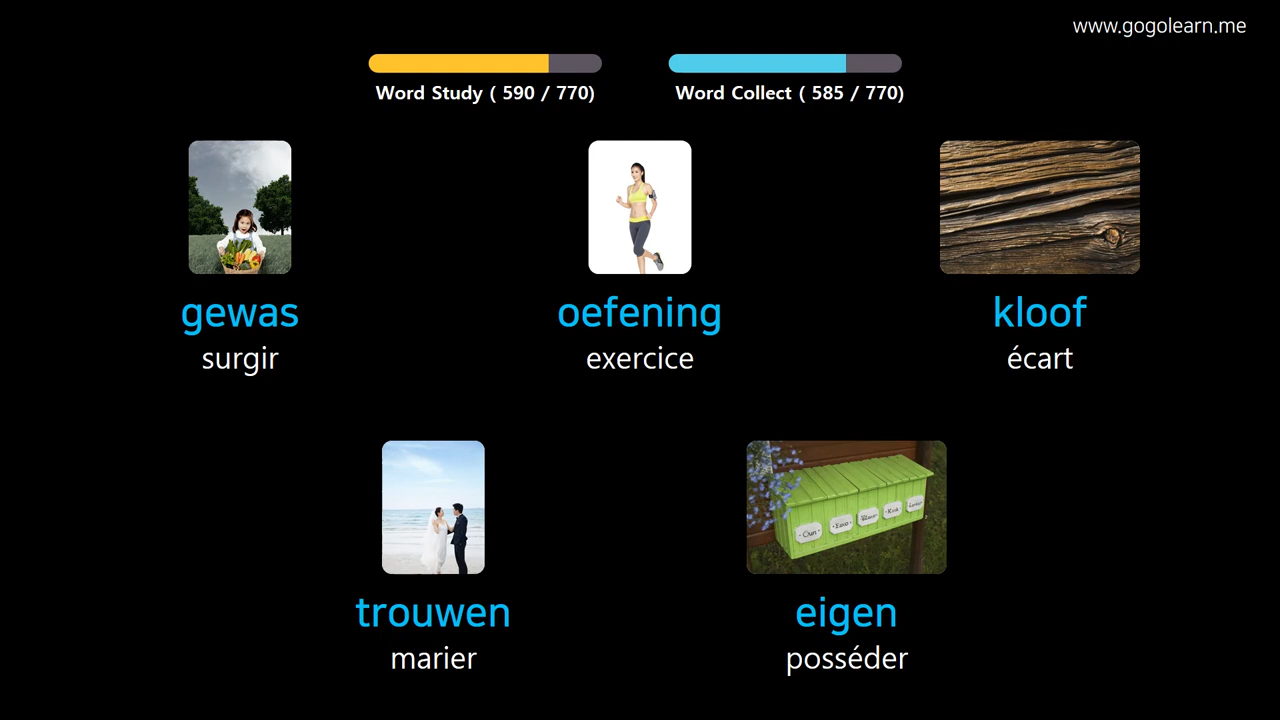 www.gogolearn.me
Word Study ( 590 / 770)
Word Collect ( 585 / 770)
gewas
surgir
oefening
exercice
kloof
écart
trouwen
marier
eigen
posséder